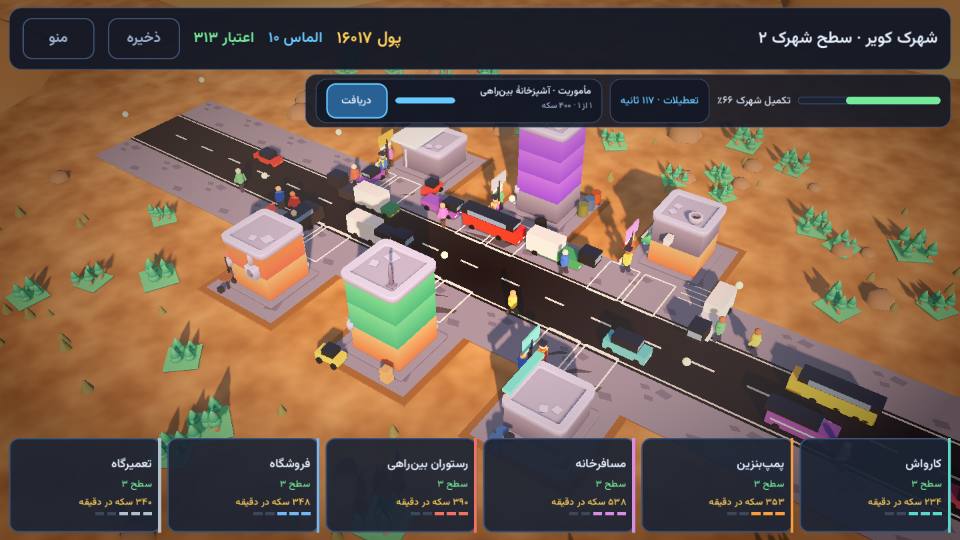 شهرک کویر · سطح شهرک ۲
پول ۱۶۰۱۷
الماس ۱۰
اعتبار ۳۱۳
ذخیره
منو
تکمیل شهرک ۶۶٪
تعطیلات · ۱۱۷ ثانیه
مأموریت · آشپزخانهٔ بین‌راهی
۱ از ۱ · ۴۰۰ سکه
دریافت
کارواش
سطح ۳
۲۳۴ سکه در دقیقه
پمپ‌بنزین
سطح ۳
۳۵۳ سکه در دقیقه
مسافرخانه
سطح ۳
۵۳۸ سکه در دقیقه
رستوران بین‌راهی
سطح ۳
۳۹۰ سکه در دقیقه
فروشگاه
سطح ۳
۳۴۸ سکه در دقیقه
تعمیرگاه
سطح ۳
۳۴۰ سکه در دقیقه